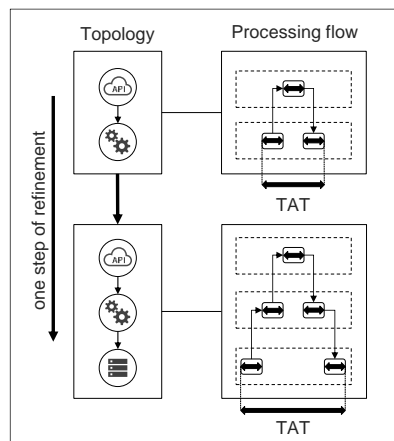 Topology
Processing flow
one step of refinement
API
TAT
API
TAT